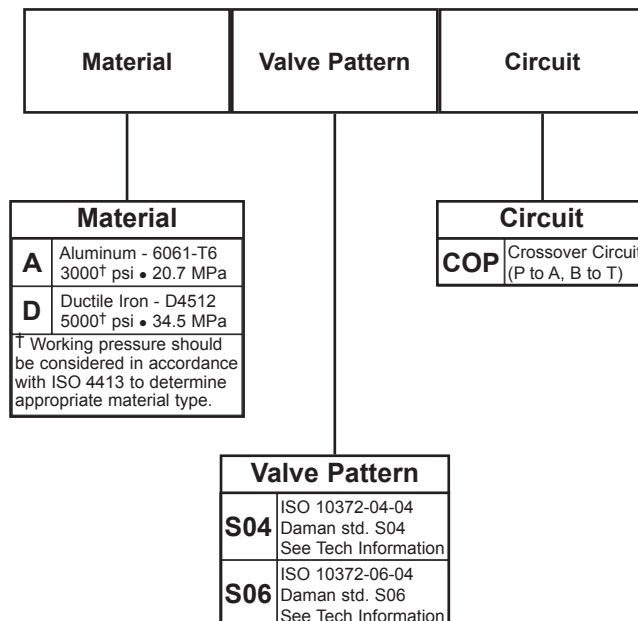 Material
Valve Pattern
Circuit
Material
A
Aluminum - 6061-T6
3000† psi • 20.7 MPa
D
Ductile Iron - D4512
5000† psi • 34.5 MPa
† Working pressure should
be considered in accordance
with ISO 4413 to determine
appropriate material type.
Circuit
COP
Crossover Circuit
(P to A, B to T)
Valve Pattern
S04
ISO 10372-04-04
Daman std. S04
See Tech Information
S06
ISO 10372-06-04
Daman std. S06
See Tech Information